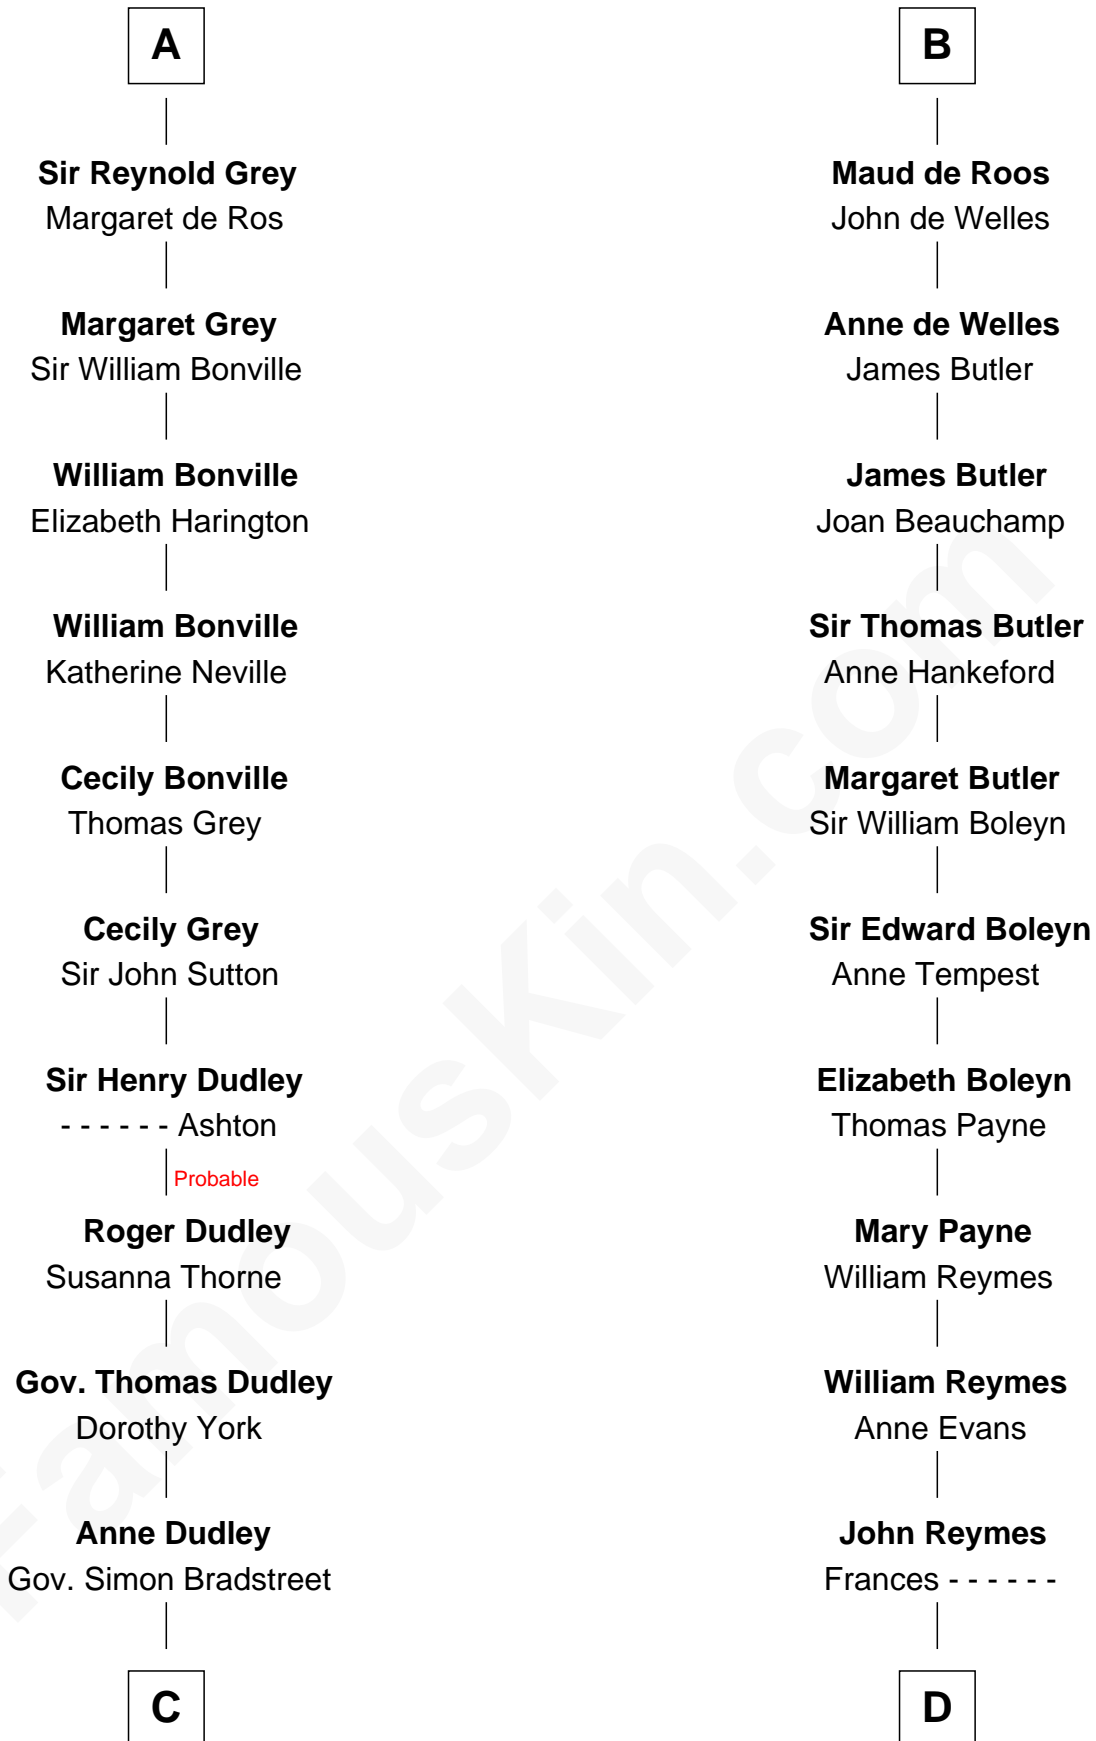 A
Sir Reynold Grey
Margaret de Ros
Margaret Grey
Sir William Bonville
William Bonville
Elizabeth Harington
William Bonville
Katherine Neville
Cecily Bonville
Thomas Grey
Cecily Grey
Sir John Sutton
Sir Henry Dudley
- - - - - - Ashton
Probable
Roger Dudley
Susanna Thorne
Gov. Thomas Dudley
Dorothy York
Anne Dudley
Gov. Simon Bradstreet
C
B
Maud de Roos
John de Welles
Anne de Welles
James Butler
James Butler
Joan Beauchamp
Sir Thomas Butler
Anne Hankeford
Margaret Butler
Sir William Boleyn
Sir Edward Boleyn
Anne Tempest
Elizabeth Boleyn
Thomas Payne
Mary Payne
William Reymes
William Reymes
Anne Evans
John Reymes
Frances - - - - - -
D
FamousKin.com